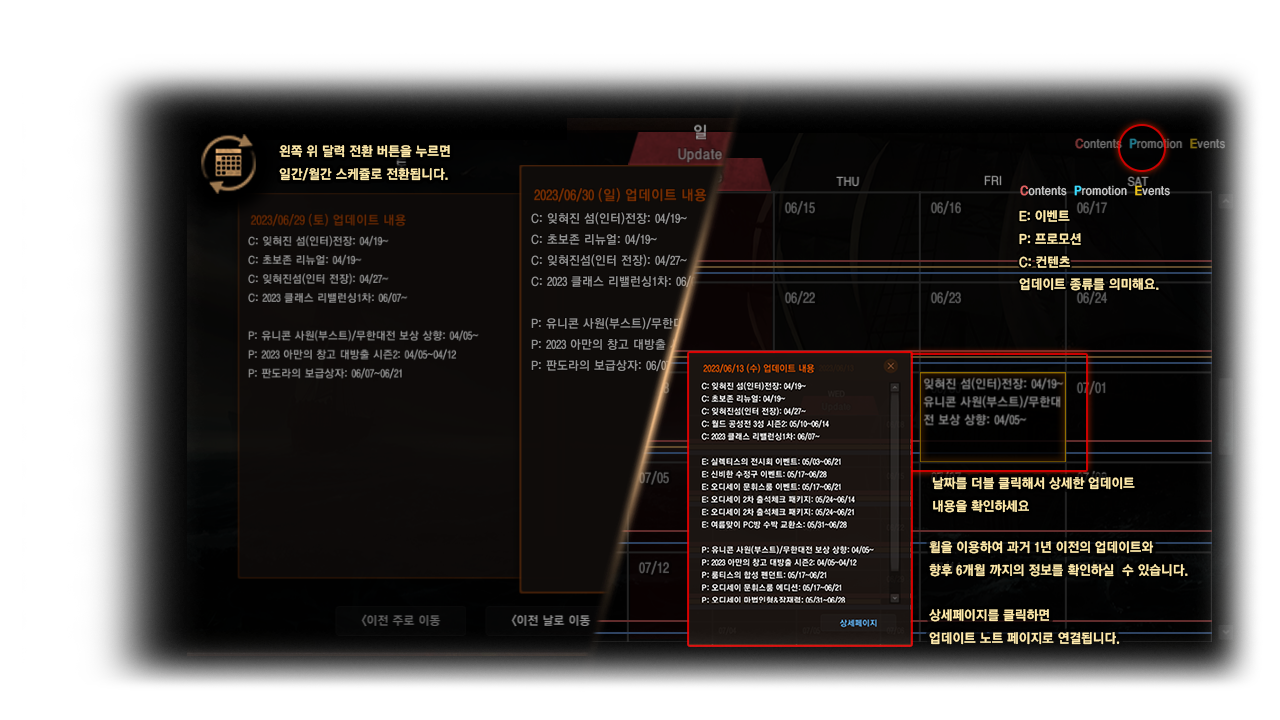 왼쪽 위 달력 전환 버튼을 누르면
일간/월간 스케쥴로 전환됩니다.
2023/06/29 (토) 업데이트 내용
C: 잊혀진 섬(인터)전장: 04/19~
C: 초보존 리뉴얼: 04/19~
C: 잊혀진섬(인터 전장): 04/27~
C: 2023 클래스 리밸런싱1차: 06/07~
P: 유니콘 사원(부스트)/무한대전 보상 상향: 04/05~
P: 2023 아만의 창고 대방출 시즌2: 04/05~04/12
P: 판도라의 보급상자: 06/07~06/21
<이전 주로 이동
일
Update
2023/06/30 (일) 업데이트 내용
C: 잊혀진 섬(인터)전장: 04/19~
C: 초보존 리뉴얼: 04/19~
C: 잊혀진섬(인터 전장): 04/27~
C: 2023 클래스 리밸런싱1차: 06/
P: 유니콘 사원(부스트)/무한
P: 2023 아만의 창고 대방출
P: 판도라의 보급상자: 06/0
<이전 날로 이동
Contents Promotion Events
THU FRI SAT
Contents Promotion Events
06/15 06/16 06/17
E: 이벤트
P: 프로모션
C: 컨텐츠
업데이트 종류를 의미해요.
06/22 06/23 06/24
2023/06/13 (수) 업데이트 내용
C: 잊혀진 섬(인터)전장: 04/19~
C: 초보존 리뉴얼: 04/19~
C: 잊혀진섬(인터 전장): 04/27~
C: 월드 공성전 3성 시즌2: 05/10~06/14
C: 2023 클래스 리밸런싱1차: 06/07~
E: 실렉티스의 전시회 이벤트: 05/03~06/21
E: 신비한 수정구 이벤트: 05/17~06/28
E: 오디세이 문휘스톰 이벤트: 05/17~06/21
E: 오디세이 2차 출석체크 패키지: 05/24~06/14
E: 오디세이 2차 출석체크: 05/24~06/21
E: 여름맞이 PC방 수박 교환소: 05/31~06/28
P: 유니콘 사원(부스트)/무한대전 보상 상향: 04/05~
P: 2023 아만의 창고 대방출 시즌2: 04/05~04/12
P: 룸티스의 합성 펜던트: 05/17~06/21
P: 오디세이 문휘스톰 에디션: 05/17~06/21
P: 오디세이 마법인형&잠재력: 05/31~06/28
상세페이지
잊혀진 섬(인터)전장: 04/19~
유니콘 사원(부스트)/무한대
전 보상 상향: 04/05~
07/01
07/05
07/12
날짜를 더블 클릭해서 상세한 업데이트
내용을 확인하세요
휠을 이용하여 과거 1년 이전의 업데이트와
향후 6개월 까지의 정보를 확인하실 수 있습니다.
상세페이지를 클릭하면
업데이트 노트 페이지로 연결됩니다.